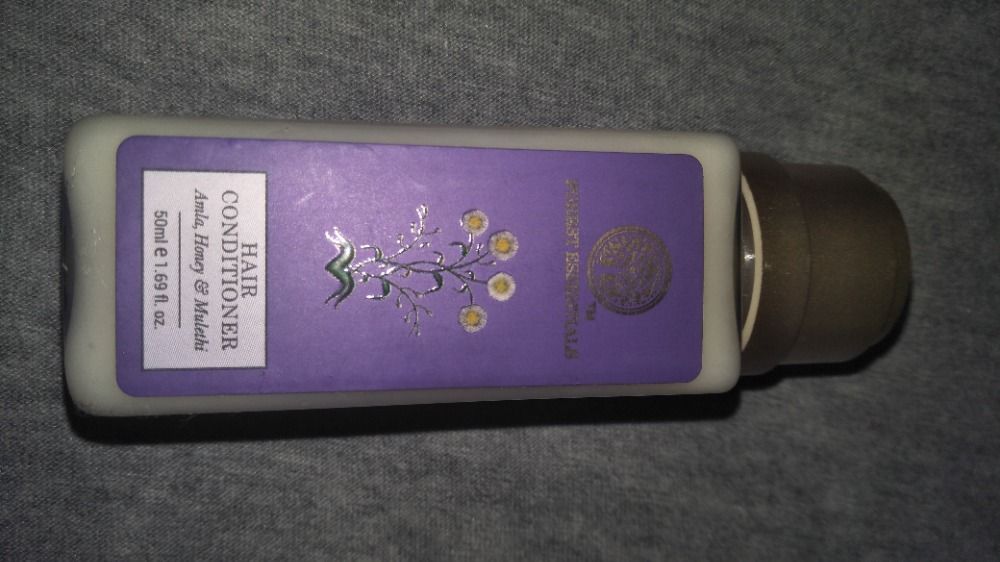 FOREST ESSENTIALS
HAIR
CONDITIONER
Amla, Honey & Mulethi
50ml e 1.69 fl. oz.